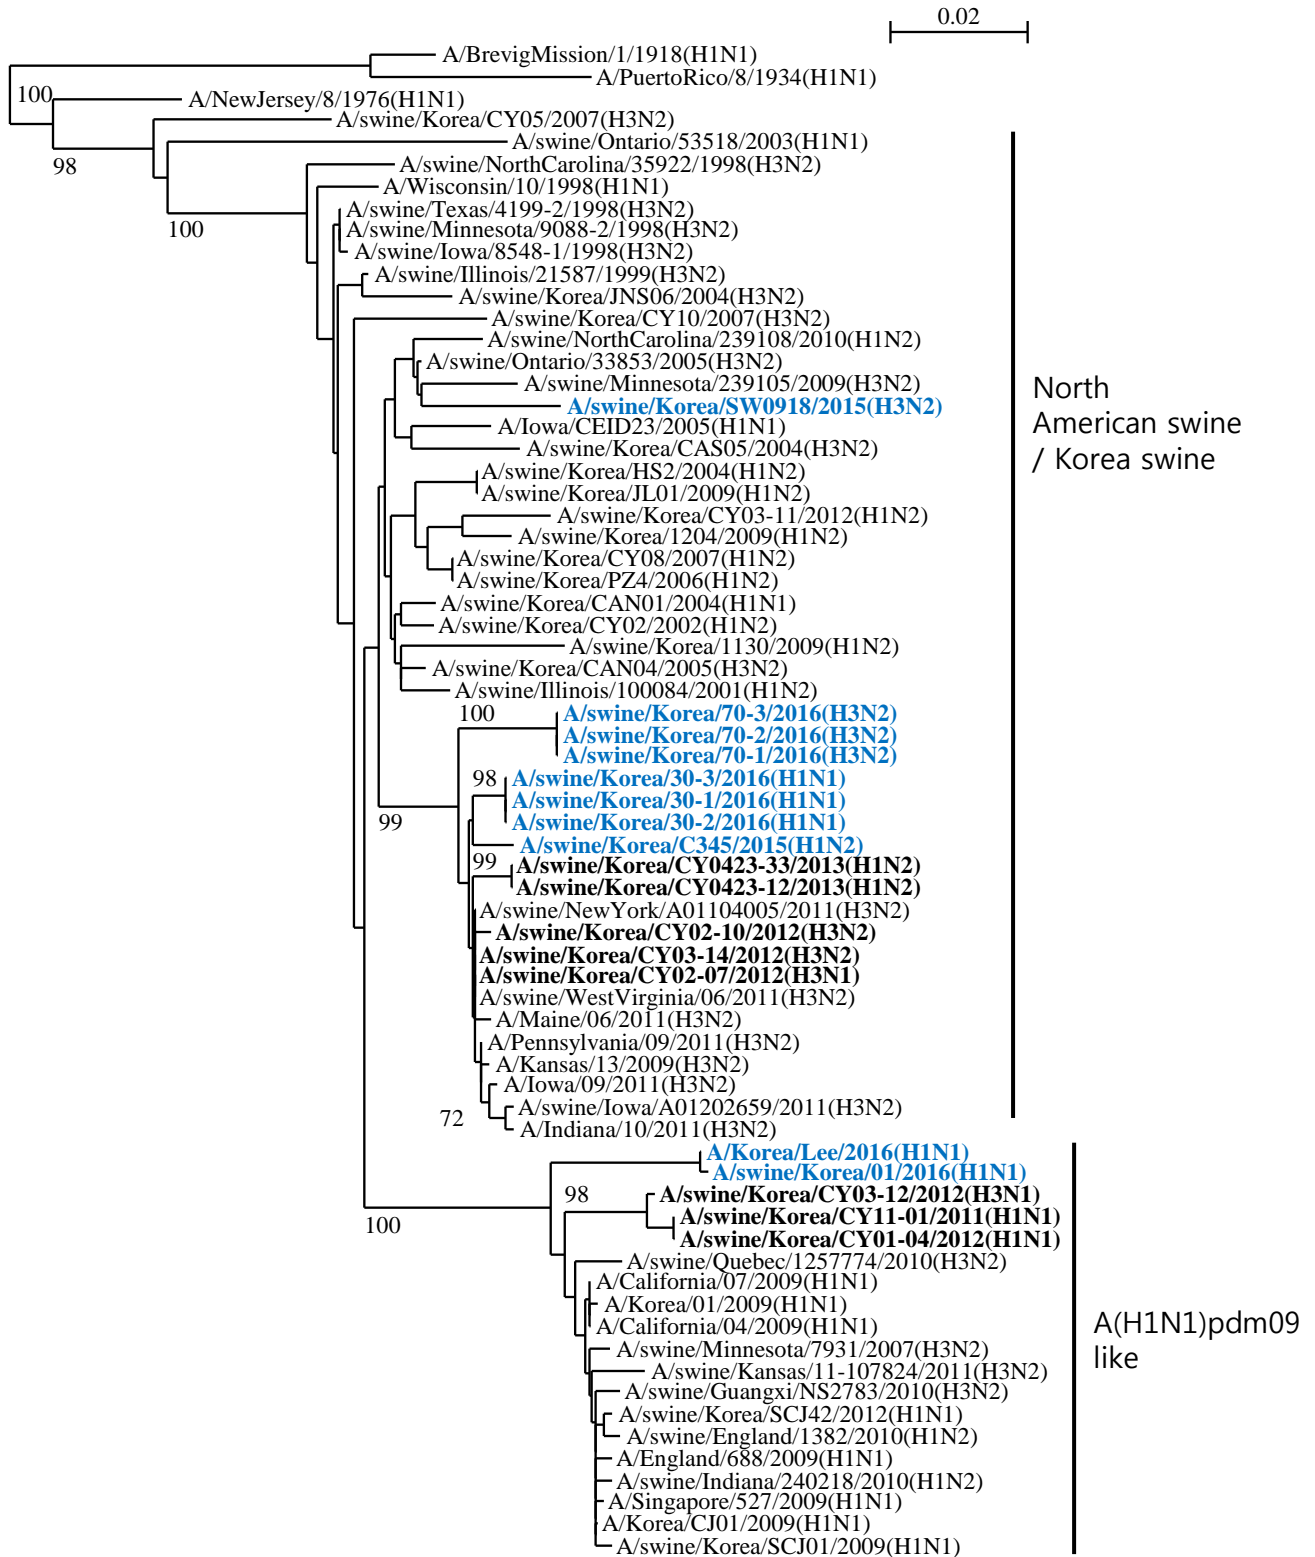 0.02
A/BrevigMission/1/1918(H1N1)
A/PuertoRico/8/1934(H1N1)
100
A/NewJersey/8/1976(H1N1)
A/swine/Korea/CY05/2007(H3N2)
A/swine/Ontario/53518/2003(H1N1)
98
A/swine/NorthCarolina/35922/1998(H3N2)
A/Wisconsin/10/1998(H1N1)
A/swine/Texas/4199-2/1998(H3N2)
100
A/swine/Minnesota/9088-2/1998(H3N2)
A/swine/Iowa/8548-1/1998(H3N2)
A/swine/Illinois/21587/1999(H3N2)
A/swine/Korea/JNS06/2004(H3N2)
A/swine/Korea/CY10/2007(H3N2)
A/swine/NorthCarolina/239108/2010(H1N2)
A/swine/Ontario/33853/2005(H3N2)
A/swine/Minnesota/239105/2009(H3N2)
A/swine/Korea/SW0918/2015(H3N2)
North
American swine
/ Korea swine
A/Iowa/CEID23/2005(H1N1)
A/swine/Korea/CAS05/2004(H3N2)
A/swine/Korea/HS2/2004(H1N2)
A/swine/Korea/JL01/2009(H1N2)
A/swine/Korea/CY03-11/2012(H1N2)
A/swine/Korea/1204/2009(H1N2)
A/swine/Korea/CY08/2007(H1N2)
A/swine/Korea/PZ4/2006(H1N2)
A/swine/Korea/CAN01/2004(H1N1)
A/swine/Korea/CY02/2002(H1N2)
A/swine/Korea/1130/2009(H1N2)
A/swine/Korea/CAN04/2005(H3N2)
A/swine/Illinois/100084/2001(H1N2)
100
A/swine/Korea/70-3/2016(H3N2)
A/swine/Korea/70-2/2016(H3N2)
A/swine/Korea/70-1/2016(H3N2)
98
A/swine/Korea/30-3/2016(H1N1)
A/swine/Korea/30-1/2016(H1N1)
A/swine/Korea/30-2/2016(H1N1)
99
A/swine/Korea/C345/2015(H1N2)
99
A/swine/Korea/CY0423-33/2013(H1N2)
A/swine/Korea/CY0423-12/2013(H1N2)
A/swine/NewYork/A01104005/2011(H3N2)
A/swine/Korea/CY02-10/2012(H3N2)
A/swine/Korea/CY03-14/2012(H3N2)
A/swine/Korea/CY02-07/2012(H3N1)
A/swine/WestVirginia/06/2011(H3N2)
A/Maine/06/2011(H3N2)
A/Pennsylvania/09/2011(H3N2)
A/Kansas/13/2009(H3N2)
A/Iowa/09/2011(H3N2)
A/swine/Iowa/A01202659/2011(H3N2)
72
A/Indiana/10/2011(H3N2)
A/Korea/Lee/2016(H1N1)
A/swine/Korea/01/2016(H1N1)
98
A/swine/Korea/CY03-12/2012(H3N1)
A/swine/Korea/CY11-01/2011(H1N1)
100
A/swine/Korea/CY01-04/2012(H1N1)
A/swine/Quebec/1257774/2010(H3N2)
A/California/07/2009(H1N1)
A/Korea/01/2009(H1N1)
A/California/04/2009(H1N1)
A(H1N1)pdm09
like
A/swine/Minnesota/7931/2007(H3N2)
A/swine/Kansas/11-107824/2011(H3N2)
A/swine/Guangxi/NS2783/2010(H3N2)
A/swine/Korea/SCJ42/2012(H1N1)
A/swine/England/1382/2010(H1N2)
A/England/688/2009(H1N1)
A/swine/Indiana/240218/2010(H1N2)
A/Singapore/527/2009(H1N1)
A/Korea/CJ01/2009(H1N1)
A/swine/Korea/SCJ01/2009(H1N1)